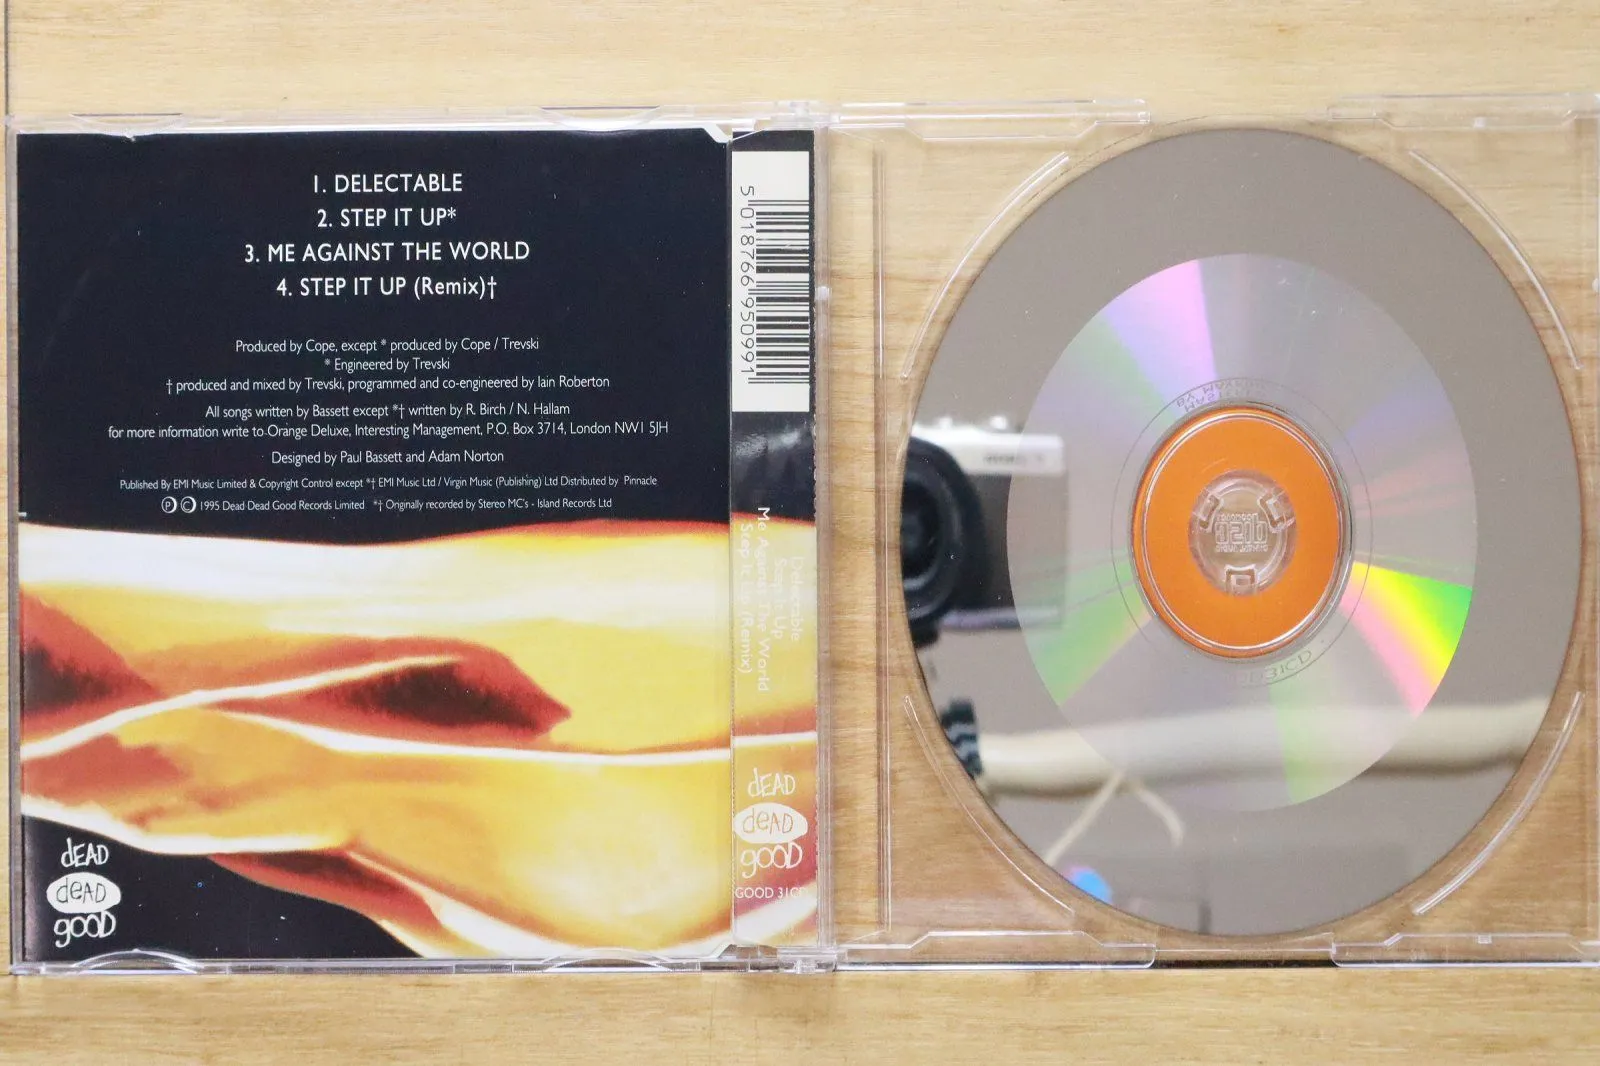 1. DELECTABLE
2. STEP IT UP*
3. ME AGAINST THE WORLD
4. STEP IT UP (Remix)†
Produced by Cope, except * produced by Cope / Trevski
* Engineered by Trevski
† produced and mixed by Trevski, programmed and co-engineered by Iain Roberton
All songs written by Bassett except *† written by R. Birch / N. Hallam
for more information write to Orange Deluxe, Interesting Management, P.O. Box 3714, London NW1 5JH
Designed by Paul Bassett and Adam Norton
Published By EMI Music Limited & Copyright Control except *† EMI Music Ltd / Virgin Music (Publishing) Ltd Distributed by Pinnacle
Ⓟ Ⓒ 1995 Dead Dead Good Records Limited *† Originally recorded by Stereo MC's - Island Records Ltd
dEAD
deAD
gooD
5 018766 950991
Delectable
Step It Up
Me Against The World
Step It Up (Remix)
dEAD
deAD
gooD
GOOD 31CD
31CD
disc